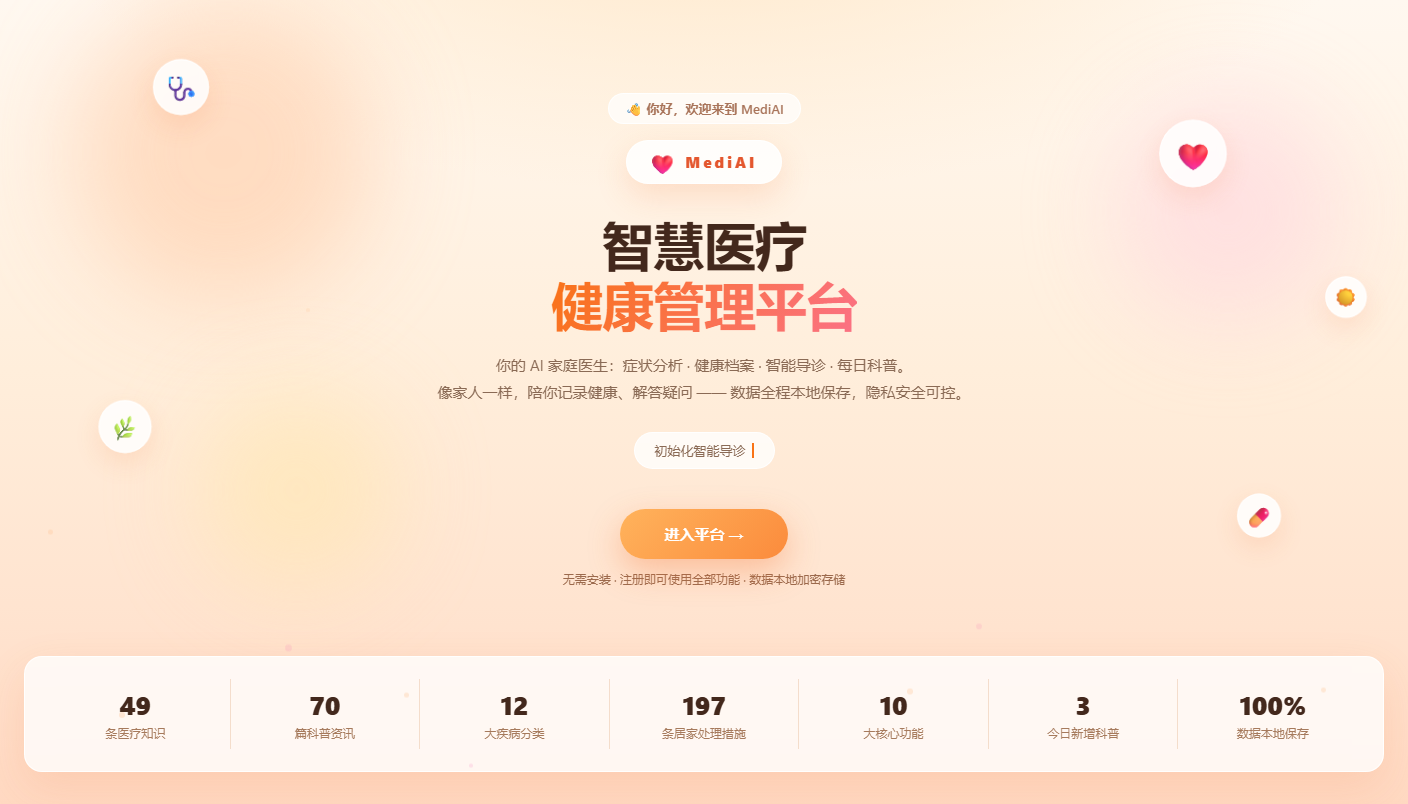 👋 你好，欢迎来到 MediAI
MediAI
智慧医疗
健康管理平台
你的 AI 家庭医生：症状分析 · 健康档案 · 智能导诊 · 每日科普。
像家人一样，陪你记录健康、解答疑问 —— 数据全程本地保存，隐私安全可控。
初始化智能导诊
进入平台 →
无需安装 · 注册即可使用全部功能 · 数据本地加密存储
49
条医疗知识
70
篇科普资讯
12
大疾病分类
197
条居家处理措施
10
大核心功能
3
今日新增科普
100%
数据本地保存